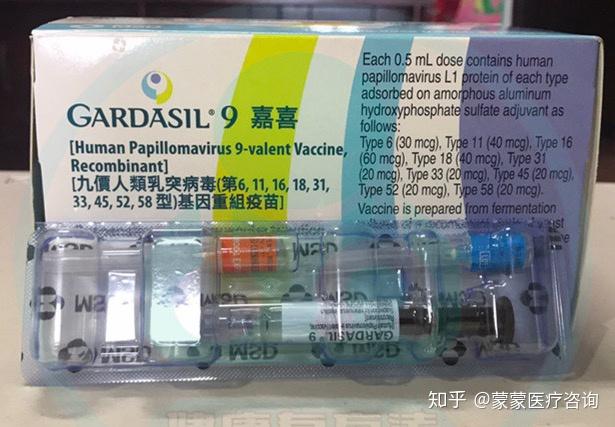 GARDASIL® 9 嘉喜
[Human Papillomavirus 9-valent Vaccine,
Recombinant]
[九價人類乳突病毒(第6, 11, 16, 18, 31,
33, 45, 52, 58 型)基因重組疫苗]
Each 0.5 mL dose contains human
papillomavirus L1 protein of each type
adsorbed on amorphous aluminum
hydroxyphosphate sulfate adjuvant as
follows:
Type 6 (30 mcg), Type 11 (40 mcg), Type 16
(60 mcg), Type 18 (40 mcg), Type 31
(20 mcg), Type 33 (20 mcg), Type 45 (20 mcg),
Type 52 (20 mcg), Type 58 (20 mcg).
Vaccine is prepared from fermentation
MSD
MSD
MSD
MSD
MSD
GARDASIL® 9
知乎 @蒙蒙医疗咨询